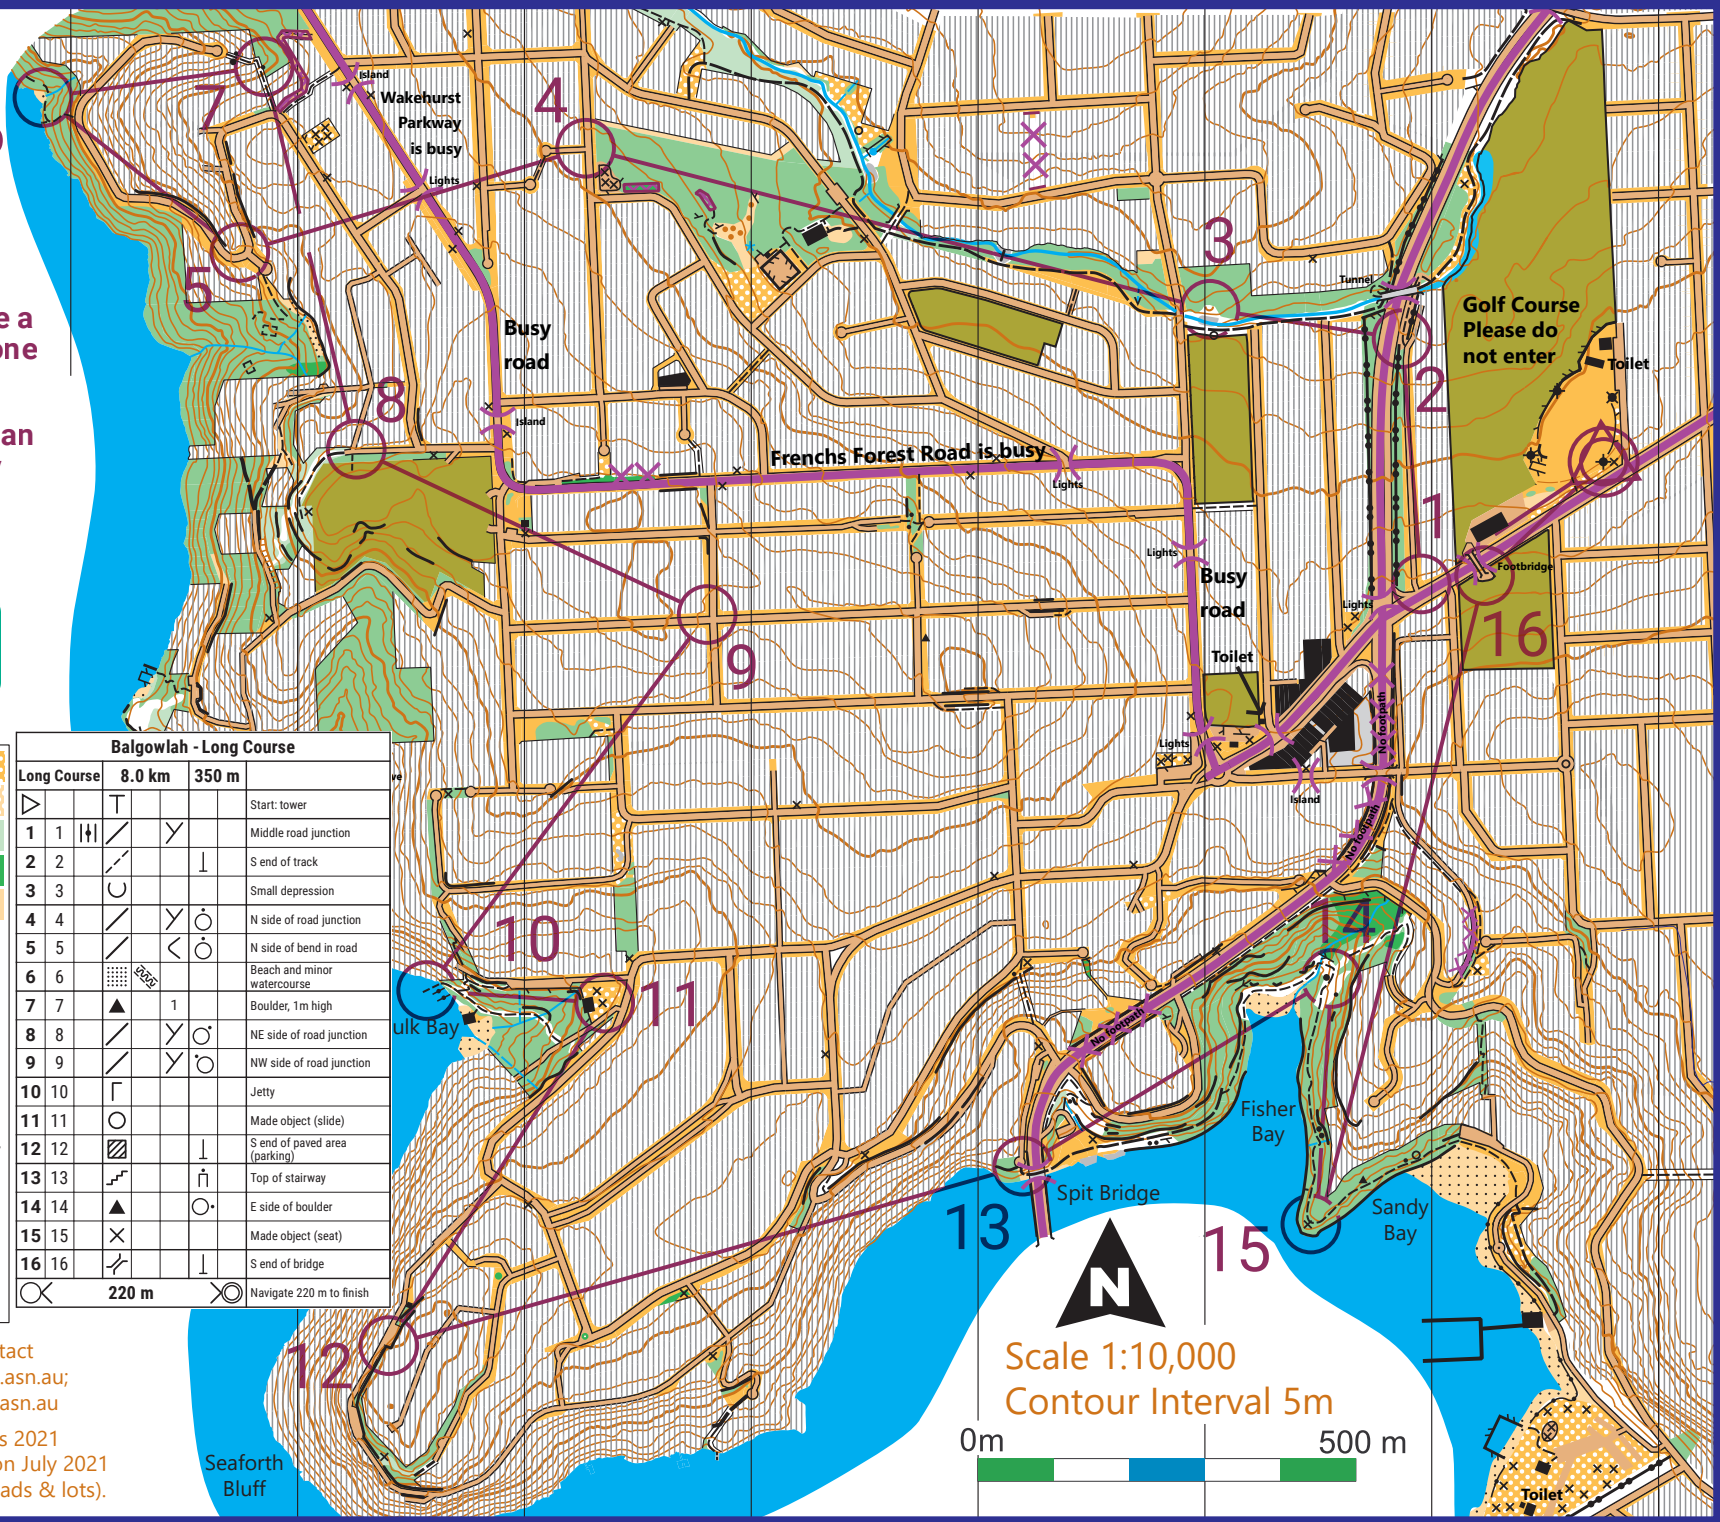 Island
Wakehurst
Parkway
is busy
Lights
4
7
5
3
Tunnel
2
Golf Course
Please do
not enter
Toilet
e a
one
an
Busy
road
8
Island
Frenchs Forest Road is busy
Lights
1
Footbridge
Lights
Busy
road
Lights
16
9
Toilet
No footpath
Lights
Island
No footpath
Balgowlah - Long Course
Long Course 8.0 km 350 m
Start: tower
1 1 Middle road junction
2 2 S end of track
3 3 Small depression
4 4 N side of road junction
5 5 N side of bend in road
6 6 Beach and minor watercourse
7 7 1 Boulder, 1m high
8 8 NE side of road junction
9 9 NW side of road junction
10 10 Jetty
11 11 Made object (slide)
12 12 S end of paved area (parking)
13 13 Top of stairway
14 14 E side of boulder
15 15 Made object (seat)
16 16 S end of bridge
220 m Navigate 220 m to finish
ve
10
11
ulk Bay
14
No footpath
Fisher
Bay
Spit Bridge
13
15
Sandy
Bay
12
N
Scale 1:10,000
Contour Interval 5m
0m 500 m
tact
.asn.au;
asn.au
s 2021
on July 2021
ads & lots).
Seaforth
Bluff
Toilet